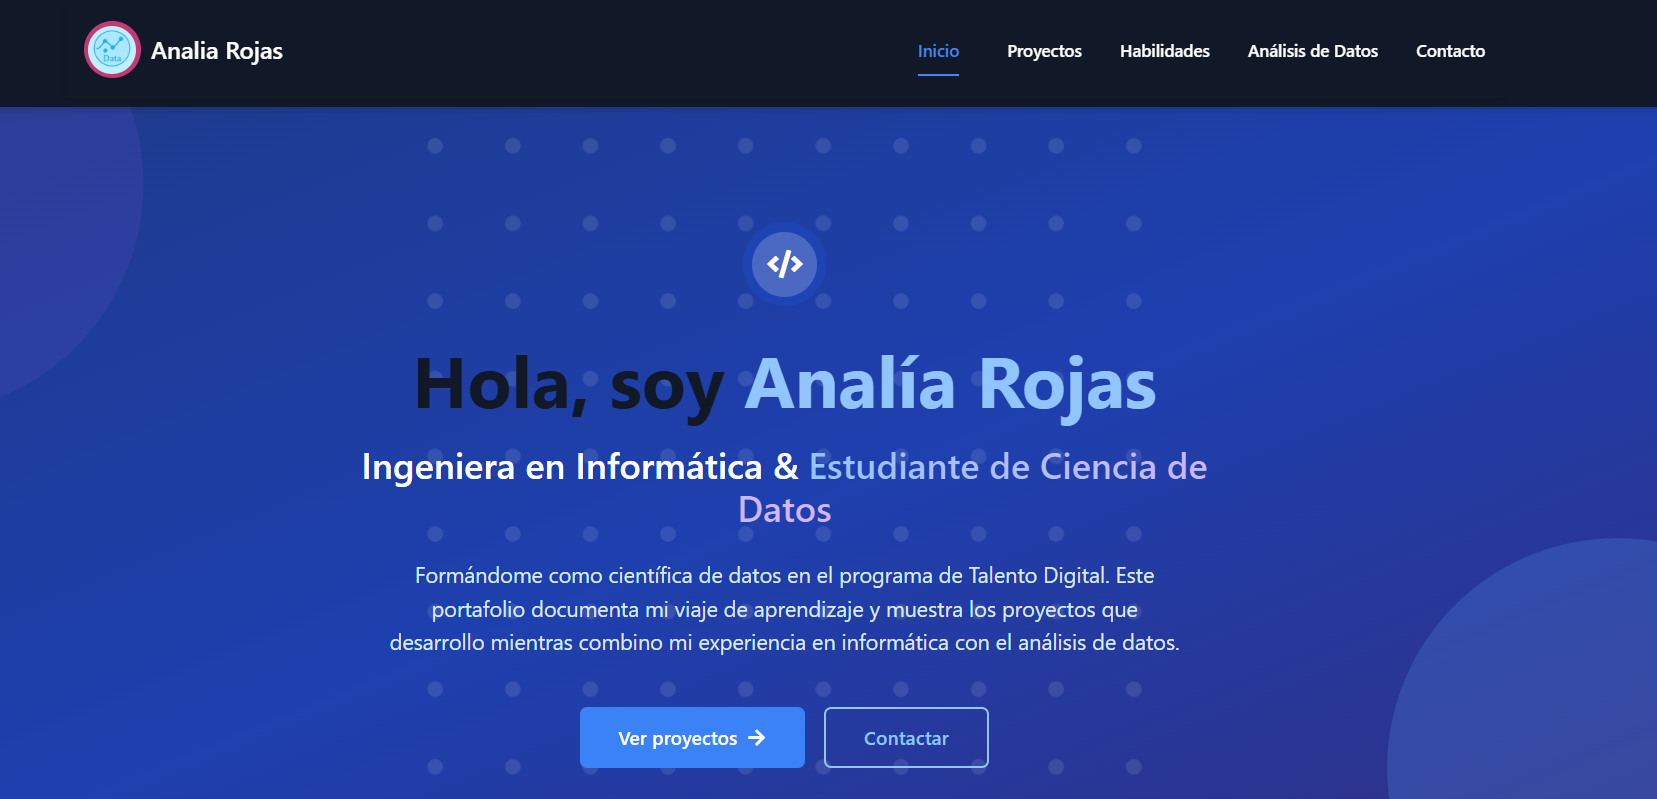 Data
Analia Rojas
Inicio
Proyectos
Habilidades
Análisis de Datos
Contacto
</>
Hola, soy Analía Rojas
Ingeniera en Informática & Estudiante de Ciencia de
Datos
Formándome como científica de datos en el programa de Talento Digital. Este
portafolio documenta mi viaje de aprendizaje y muestra los proyectos que
desarrollo mientras combino mi experiencia en informática con el análisis de datos.
Ver proyectos →
Contactar